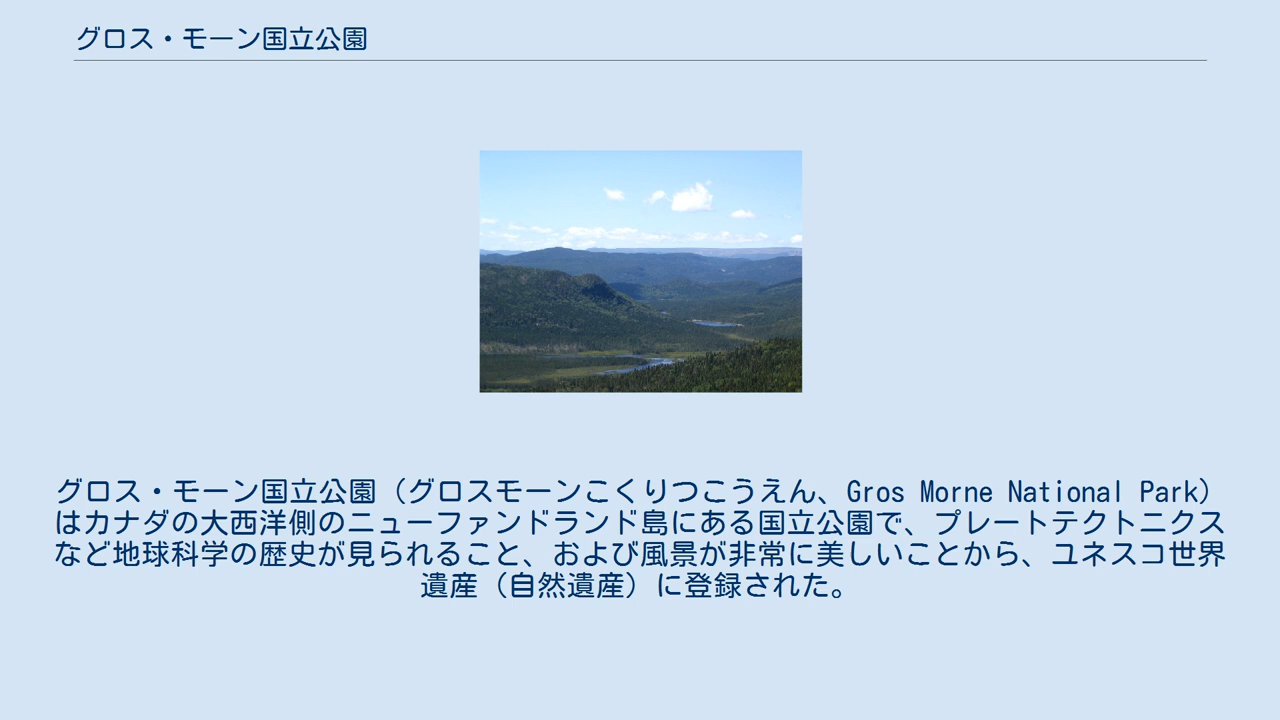 グロス・モーン国立公園
グロス・モーン国立公園（グロスモーンこくりつこうえん、Gros Morne National Park）
はカナダの大西洋側のニューファンドランド島にある国立公園で、プレートテクトニクス
など地球科学の歴史が見られること、および風景が非常に美しいことから、ユネスコ世界
遺産（自然遺産）に登録された。